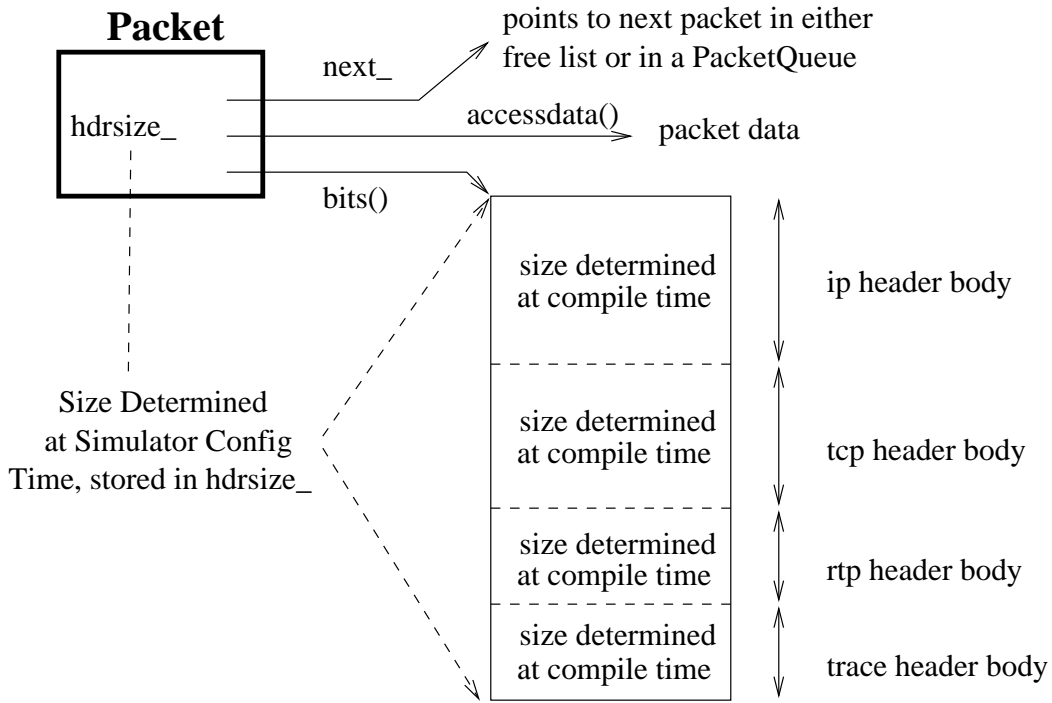 Packet
points to next packet in either
free list or in a PacketQueue
next_
accessdata()
hdrsize_
packet data
bits()
size determined
at compile time
ip header body
Size Determined
at Simulator Config
Time, stored in hdrsize_
size determined
at compile time
tcp header body
size determined
at compile time
rtp header body
size determined
at compile time
trace header body